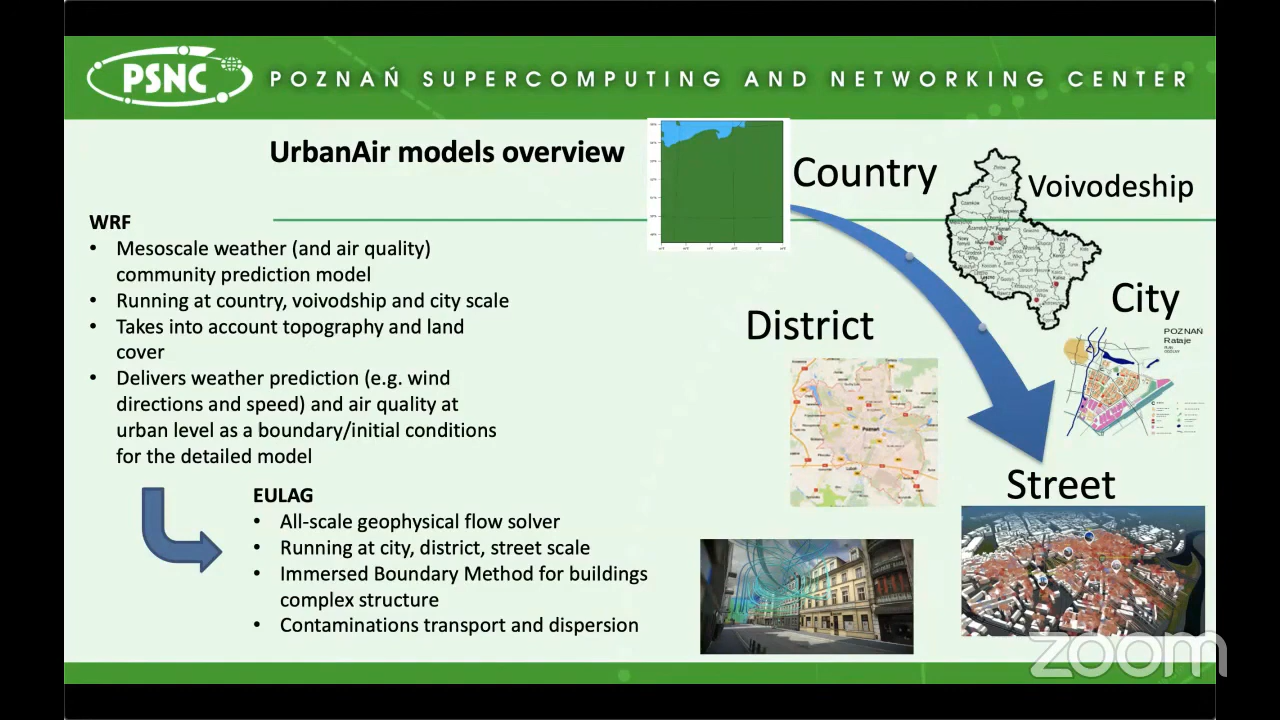 PSNC
POZNAŃ SUPERCOMPUTING AND NETWORKING CENTER
UrbanAir models overview
WRF
• Mesoscale weather (and air quality)
community prediction model
• Running at country, voivodship and city scale
• Takes into account topography and land
cover
• Delivers weather prediction (e.g. wind
directions and speed) and air quality at
urban level as a boundary/initial conditions
for the detailed model
EULAG
• All-scale geophysical flow solver
• Running at city, district, street scale
• Immersed Boundary Method for buildings
complex structure
• Contaminations transport and dispersion
Country
Voivodeship
City
POZNAŃ
Rataje
District
Poznań
Street
zoom